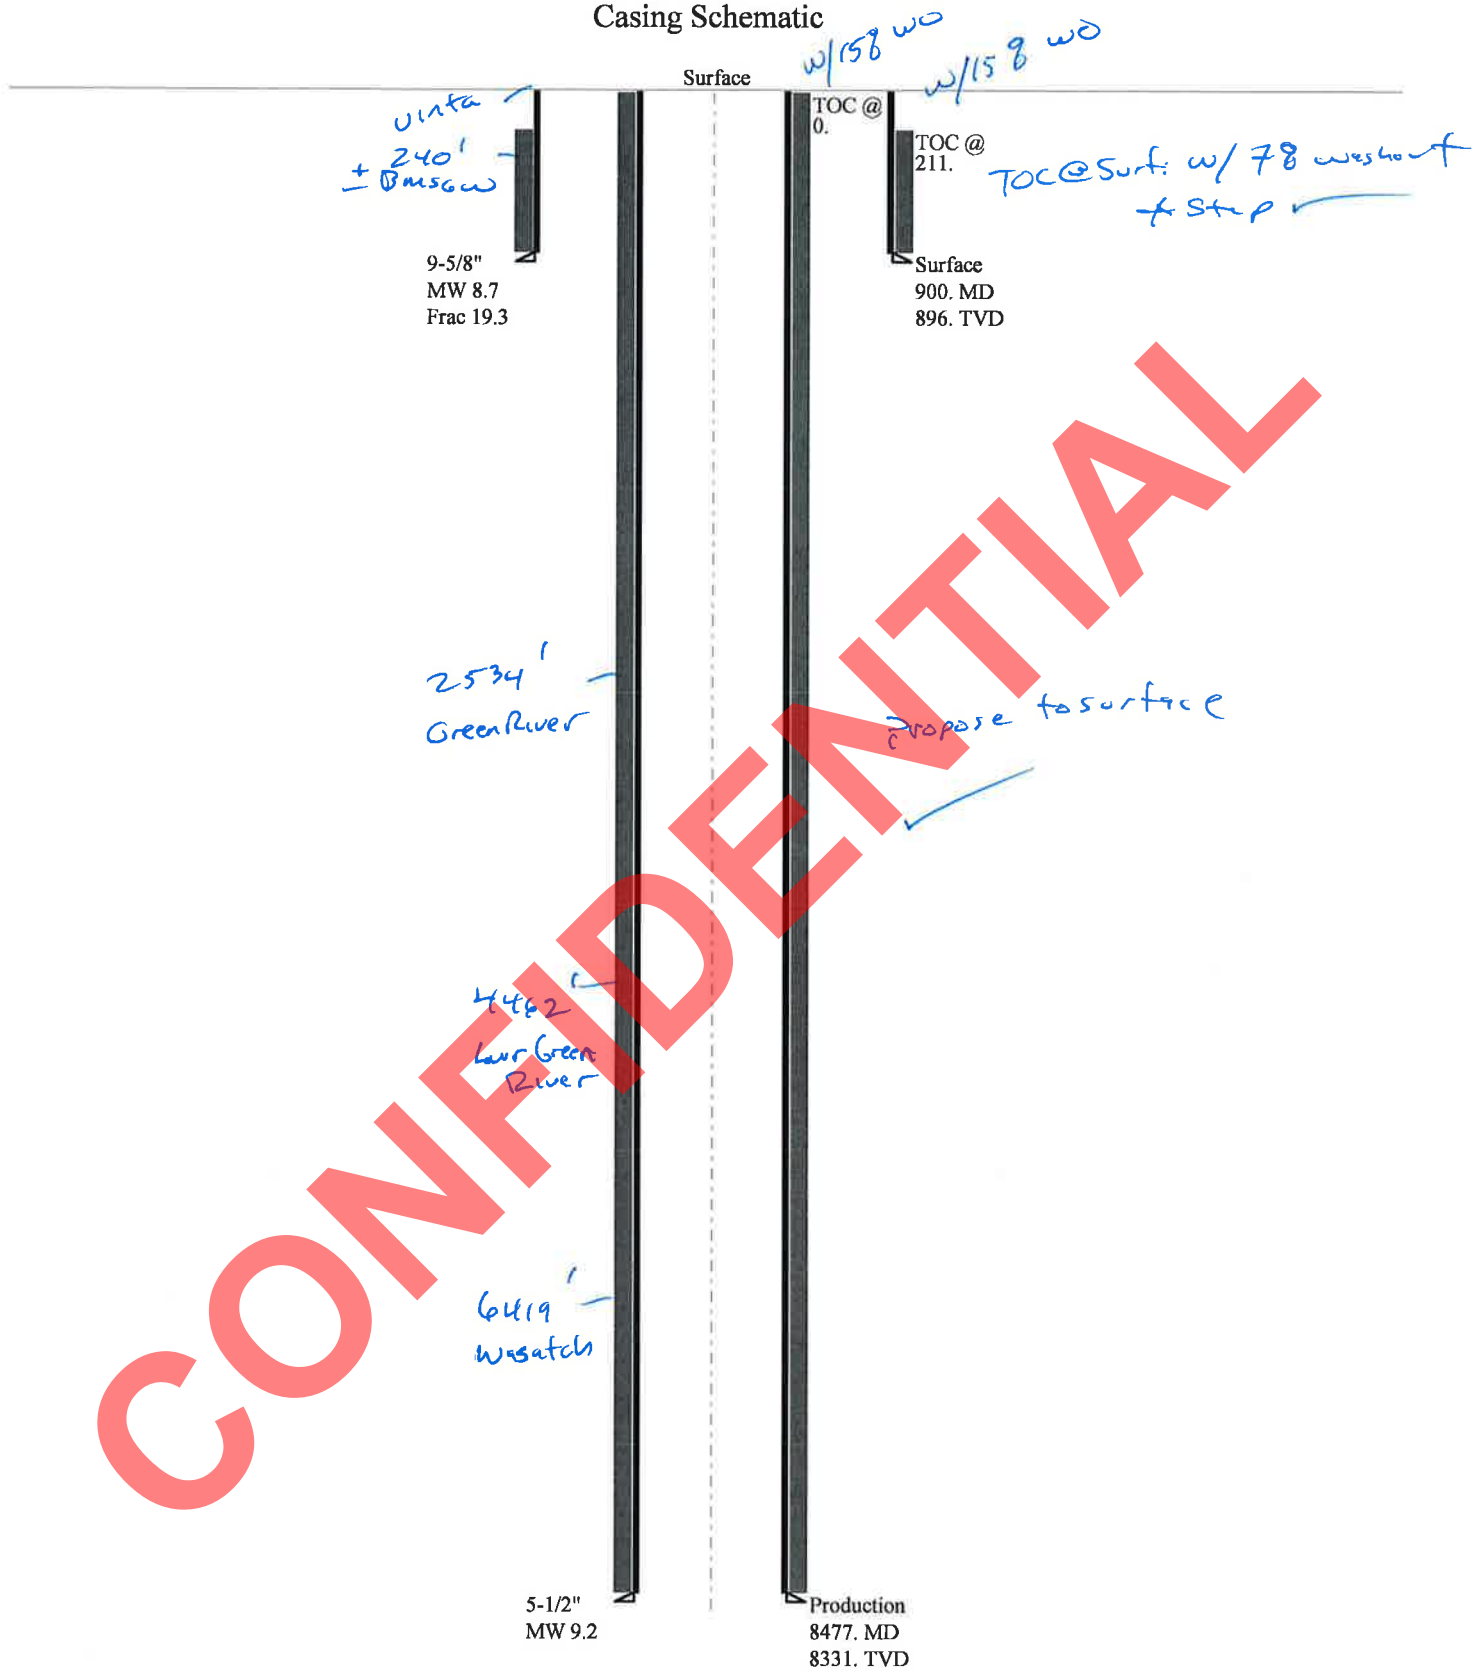 Casing Schematic
w/15% wo
w/15% wo
Surface
TOC @
0.
TOC @
211.
TOC @ Surf. w/ 7% washout
+ Step
Uinta
240'
± BMSGW
9-5/8"
MW 8.7
Frac 19.3
Surface
900. MD
896. TVD
2534'
Green River
propose to surface
4462'
Lowr Green
River
6419'
Wasatch
CONFIDENTIAL
5-1/2"
MW 9.2
Production
8477. MD
8331. TVD